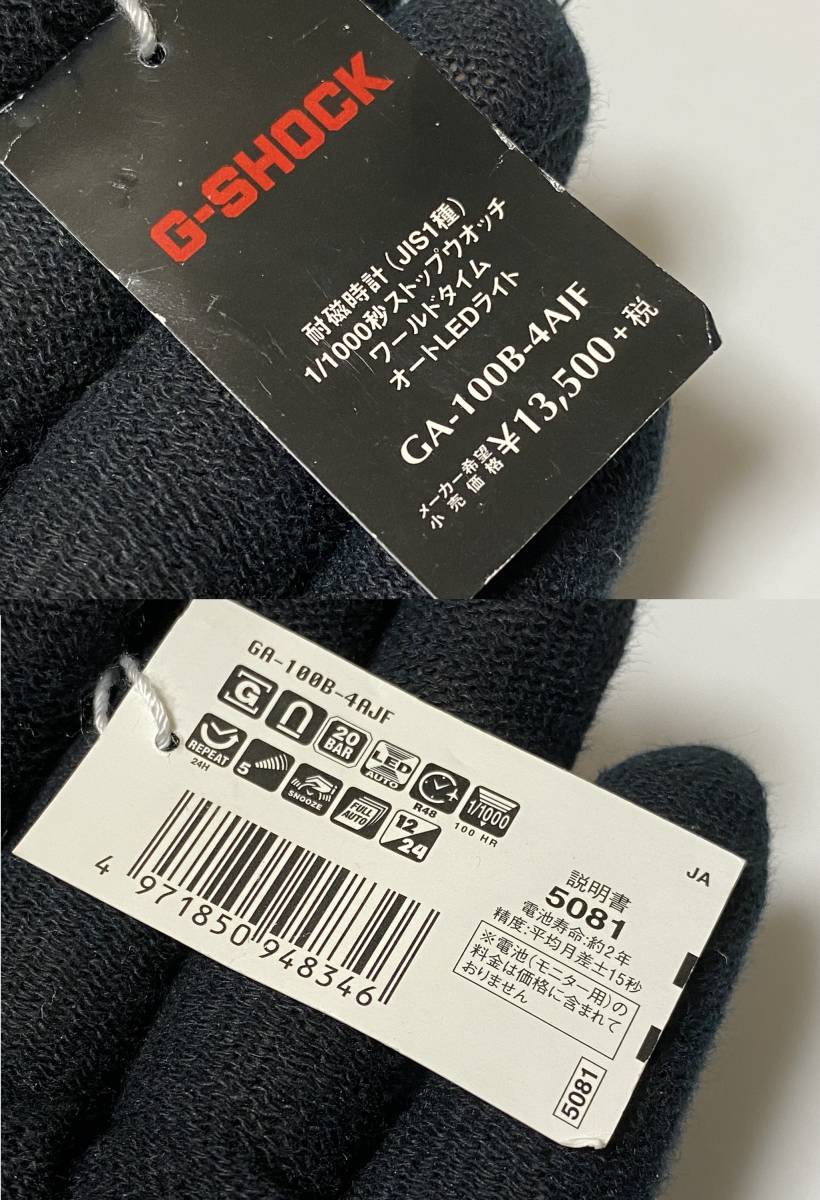 G-SHOCK
耐磁時計(JIS1種)
1/1000秒ストップウオッチ
ワールドタイム
オートLEDライト
GA-100B-4AJF
メーカー希望
小売価格
¥13,500+税
GA-100B-4AJF
G
20
BAR
LED
AUTO
R48
1/1000
100 HR
REPEAT
24H
5
SNOOZE
FULL
AUTO
12/24
4 971850 948346
JA
説明書
5081
電池寿命:約2年
精度:平均月差±15秒
※電池(モニター用)の
料金は価格に含まれて
おりません
5081